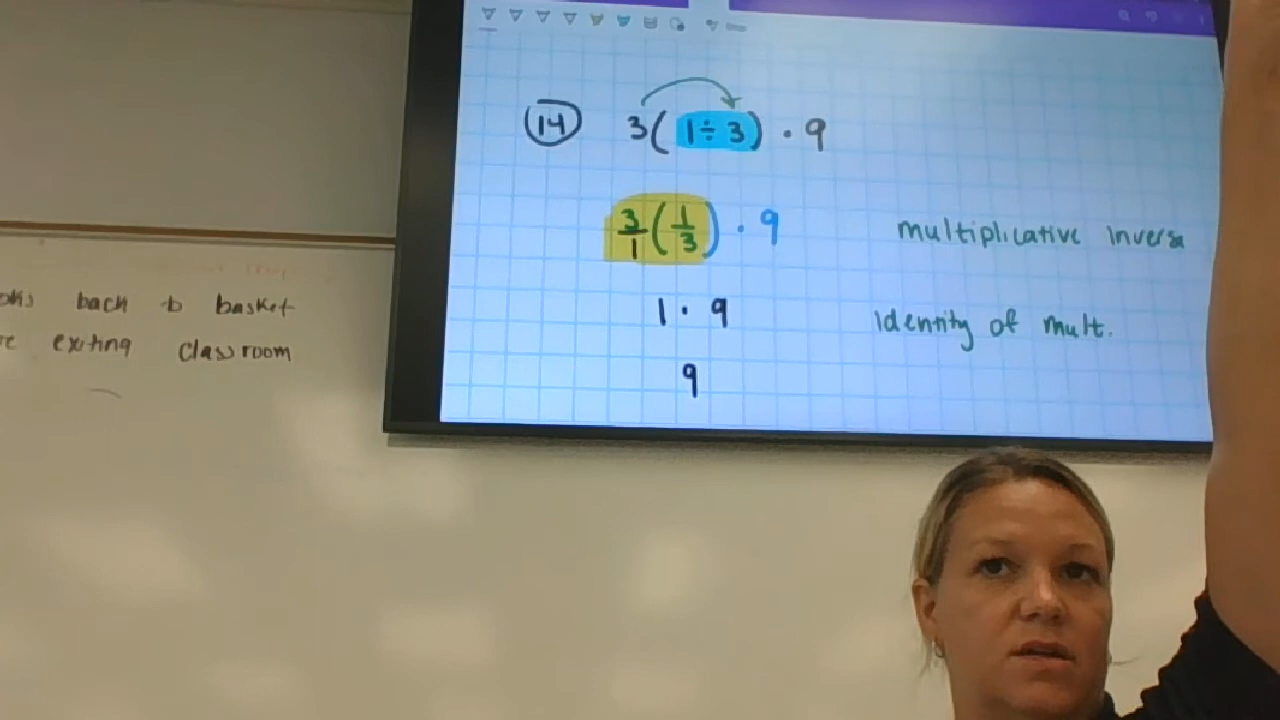 14 3(1÷3) · 9
3/1(1/3) · 9 multiplicative inverse
1 · 9 identity of mult.
9
back to basket
exiting classroom